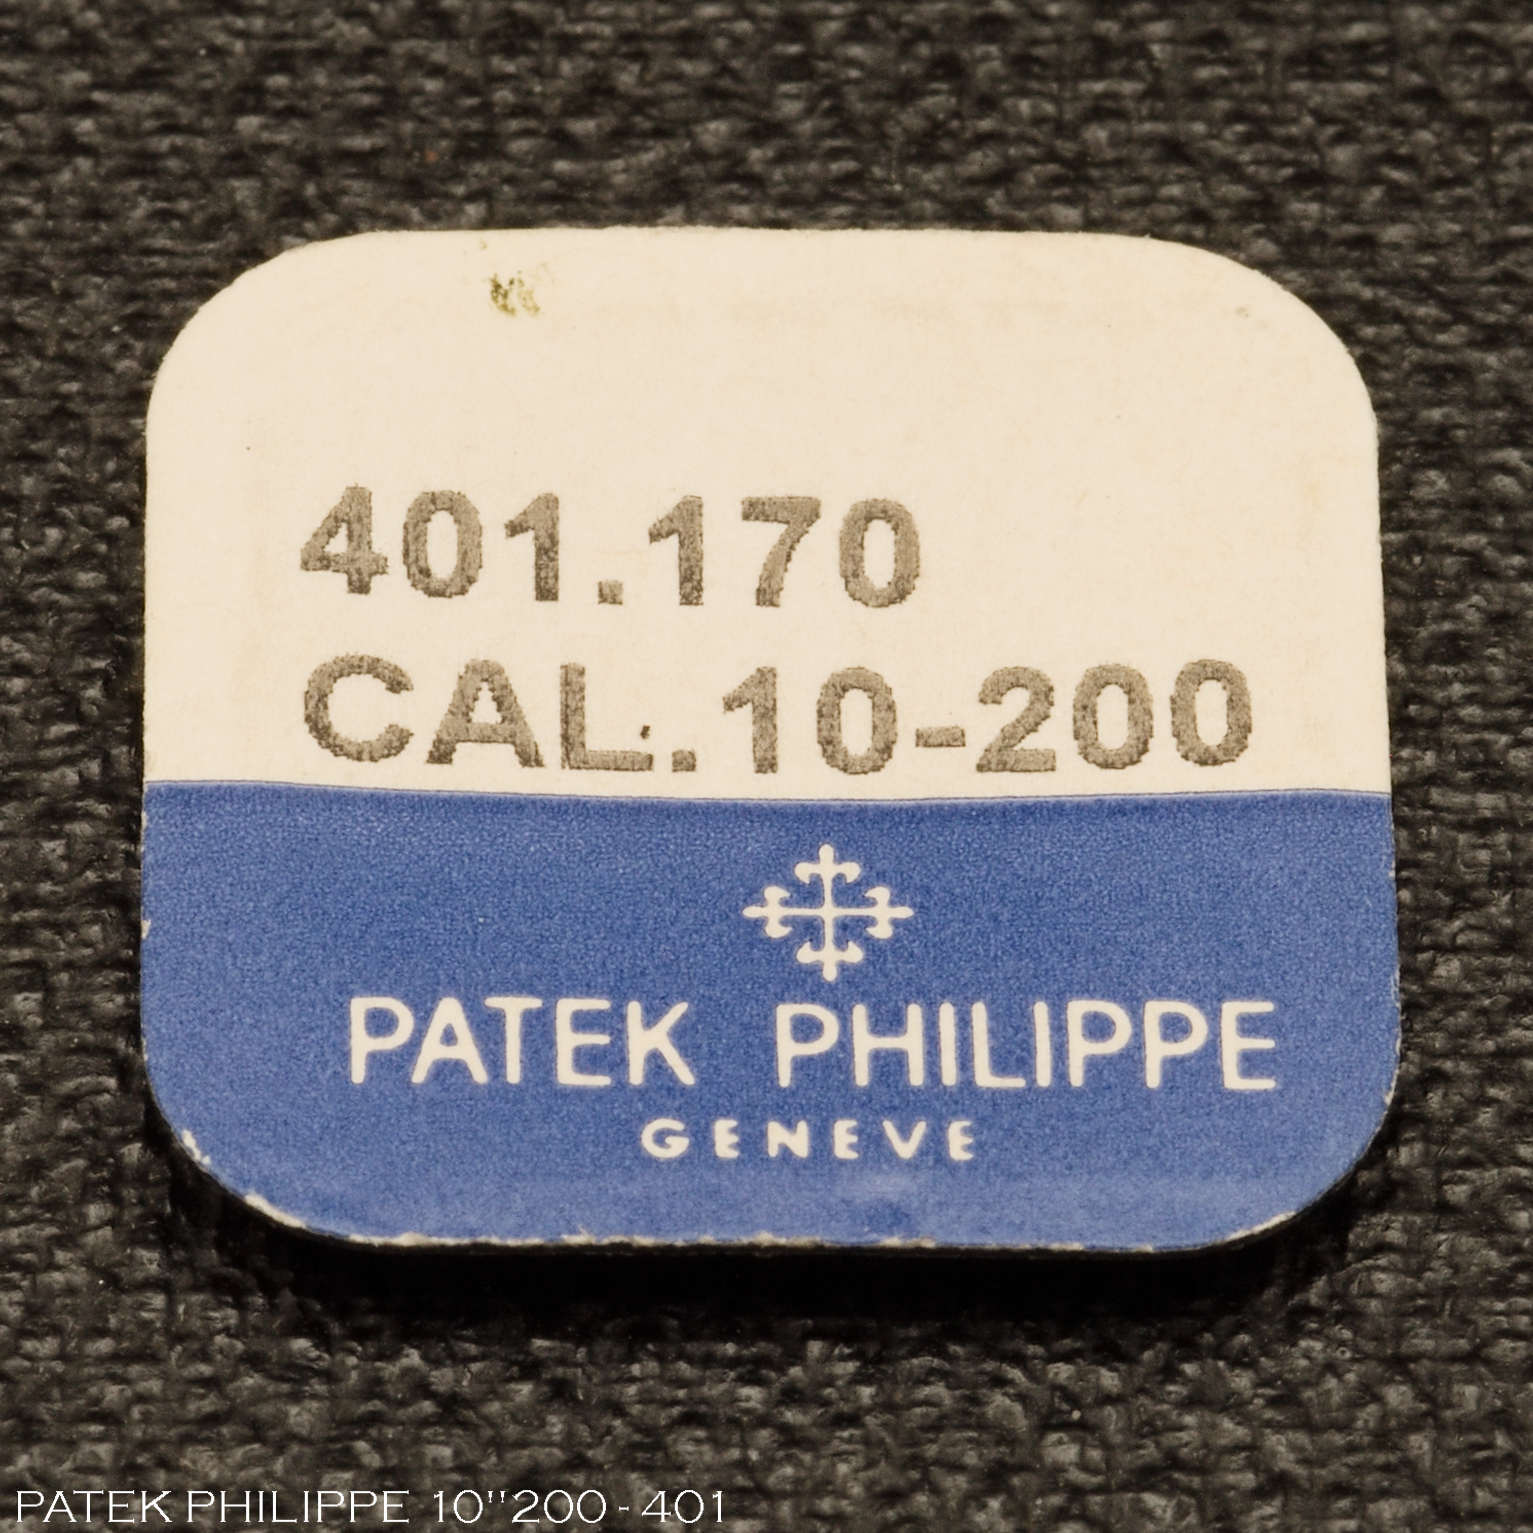 401.170
CAL.10-200
PATEK PHILIPPE
GENEVE
PATEK PHILIPPE 10"200 - 401